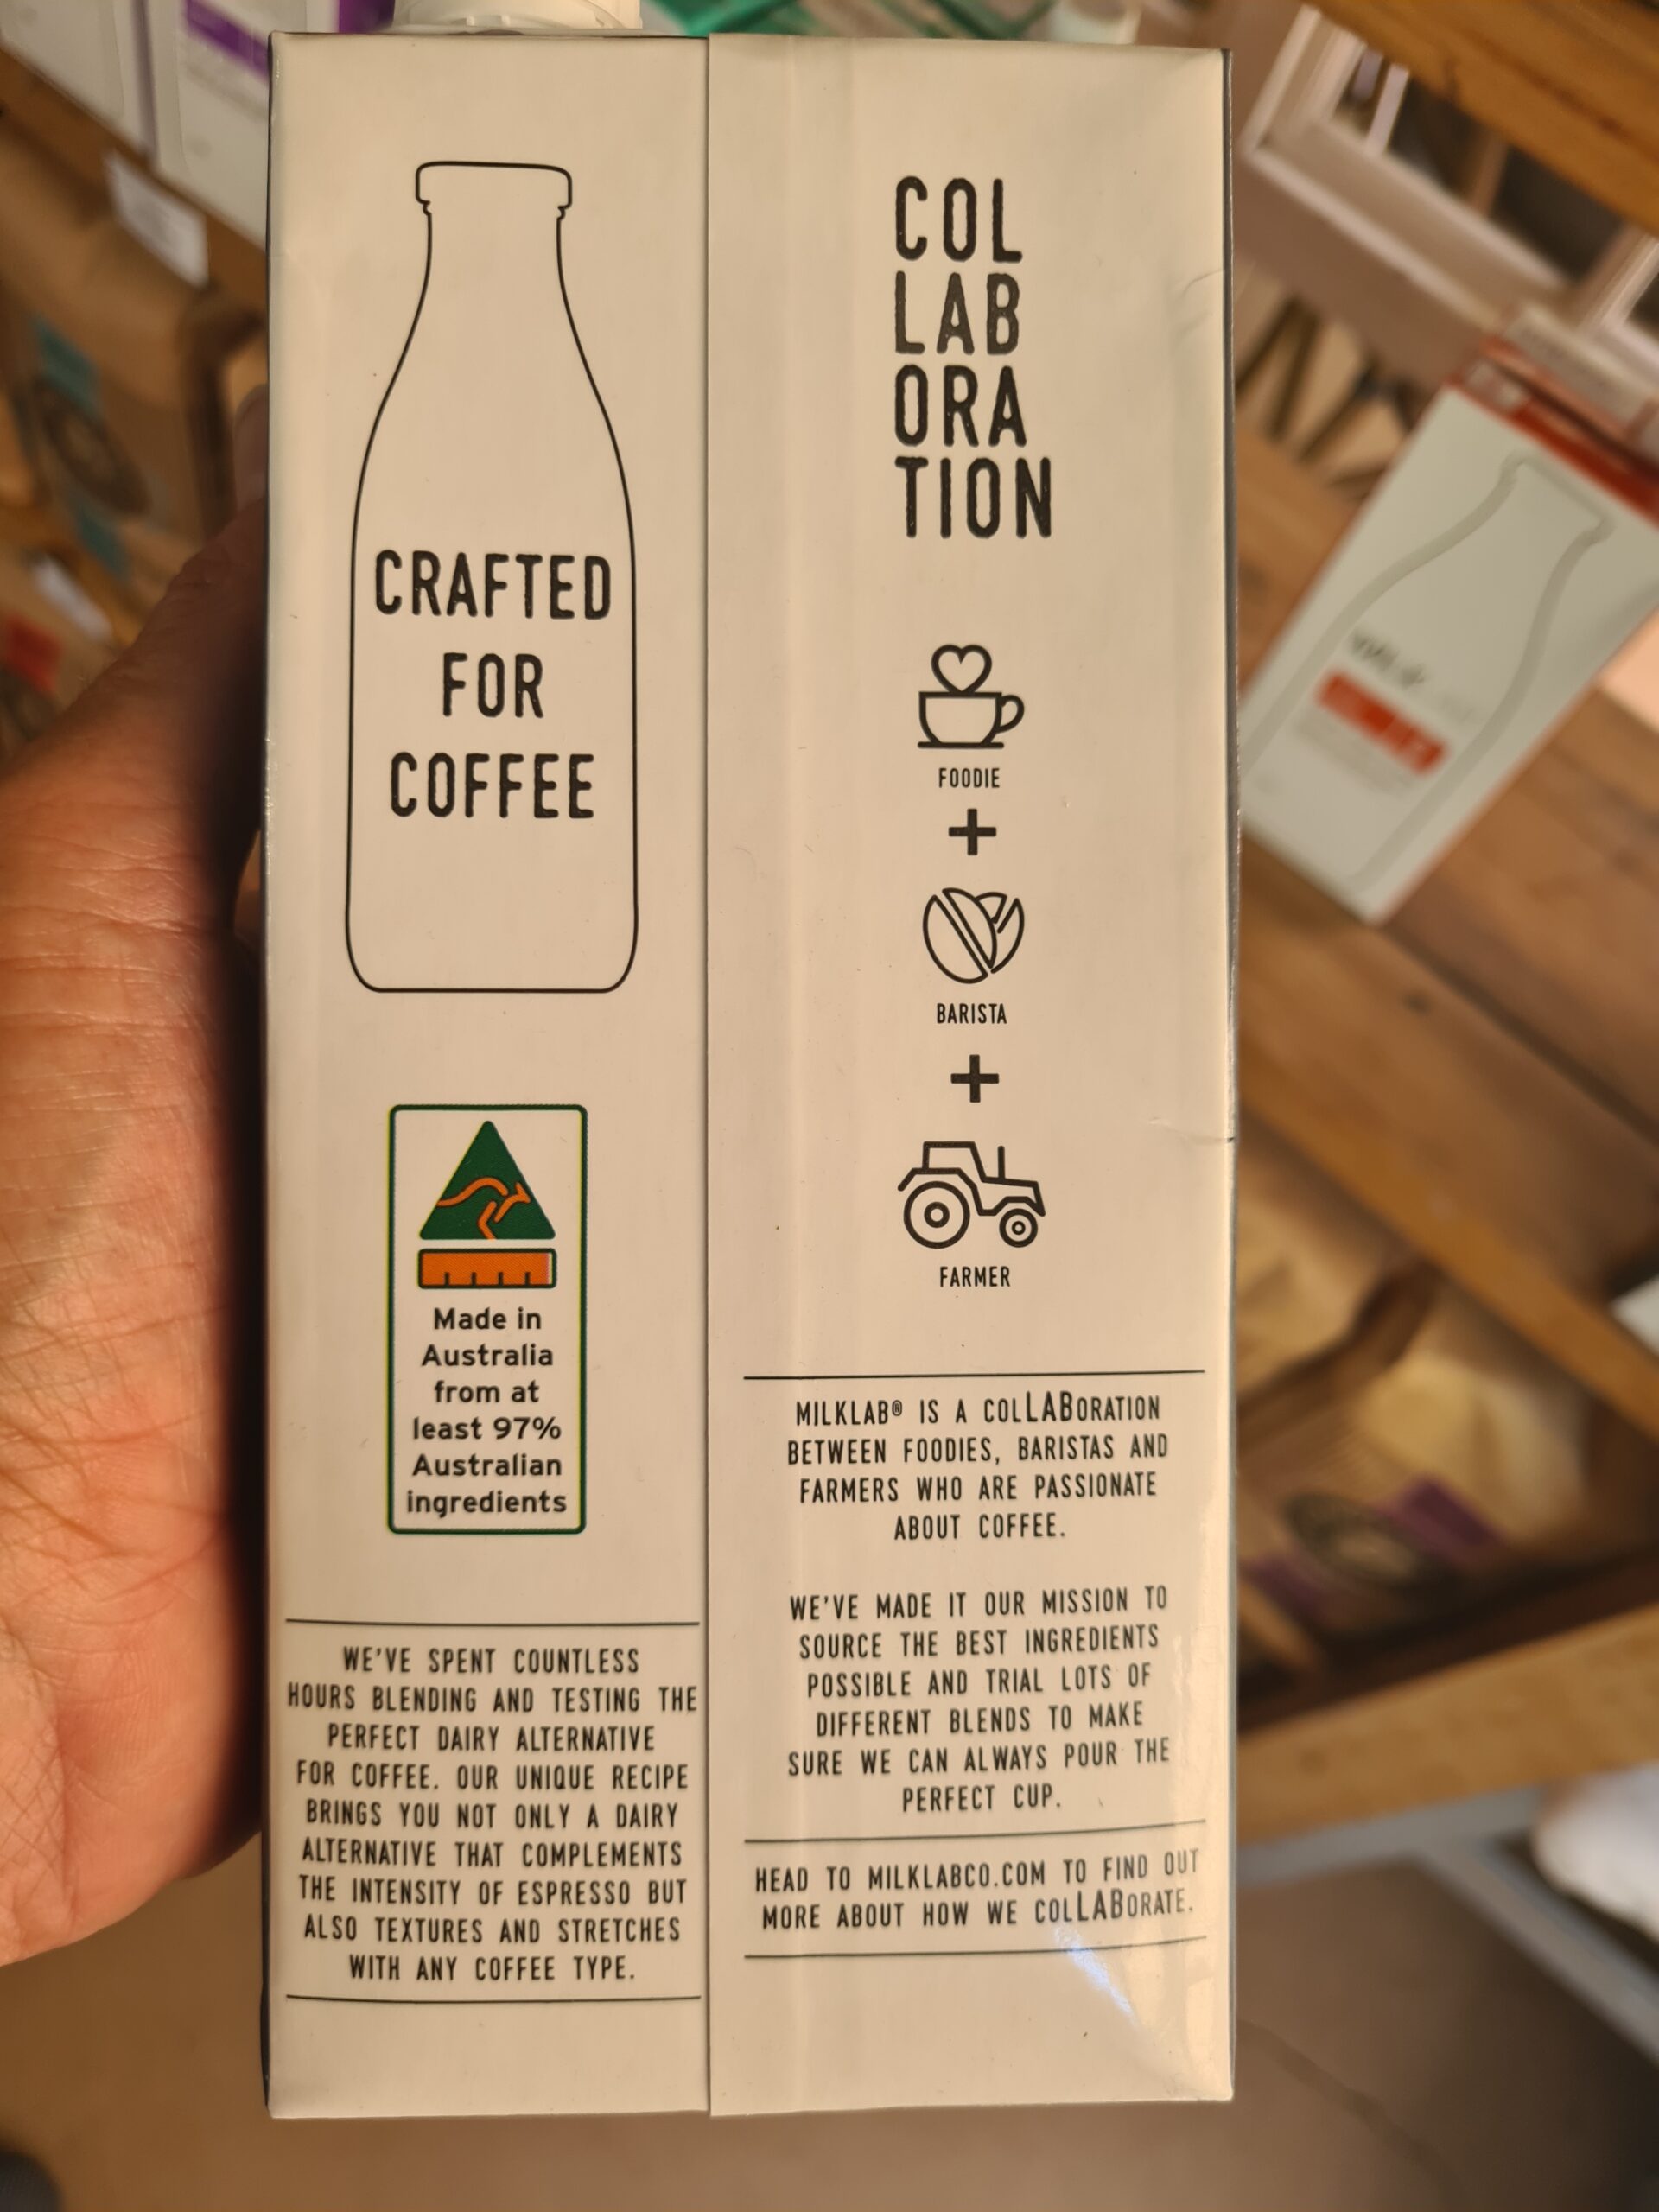 CRAFTED
FOR
COFFEE
Made in
Australia
from at
least 97%
Australian
ingredients
WE'VE SPENT COUNTLESS
HOURS BLENDING AND TESTING THE
PERFECT DAIRY ALTERNATIVE
FOR COFFEE. OUR UNIQUE RECIPE
BRINGS YOU NOT ONLY A DAIRY
ALTERNATIVE THAT COMPLEMENTS
THE INTENSITY OF ESPRESSO BUT
ALSO TEXTURES AND STRETCHES
WITH ANY COFFEE TYPE.
COL
LAB
ORA
TION
FOODIE
+
BARISTA
+
FARMER
MILKLAB® IS A COLLABORATION
BETWEEN FOODIES, BARISTAS AND
FARMERS WHO ARE PASSIONATE
ABOUT COFFEE.
WE'VE MADE IT OUR MISSION TO
SOURCE THE BEST INGREDIENTS
POSSIBLE AND TRIAL LOTS OF
DIFFERENT BLENDS TO MAKE
SURE WE CAN ALWAYS POUR THE
PERFECT CUP.
HEAD TO MILKLABCO.COM TO FIND OUT
MORE ABOUT HOW WE COLLABORATE.